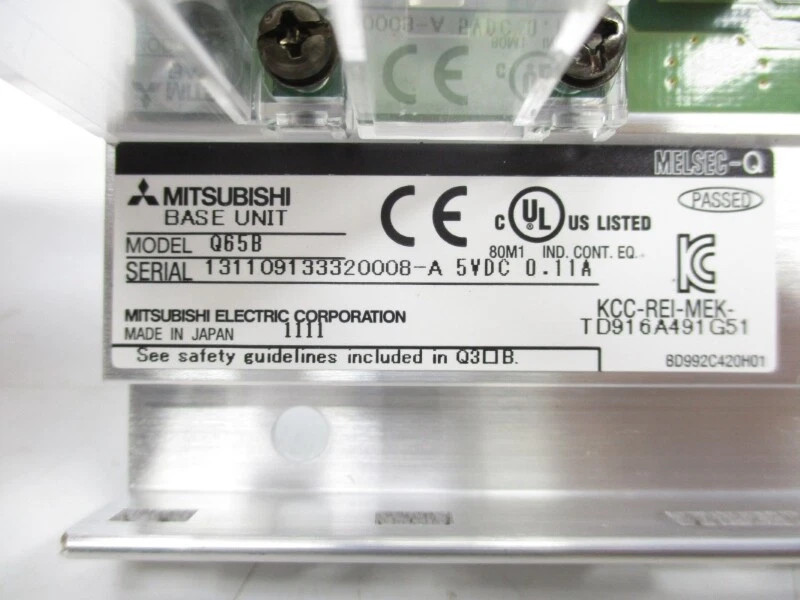 MELSEC-Q
MITSUBISHI
BASE UNIT
CE
C UL US LISTED
PASSED
MODEL Q65B
80M1 IND. CONT. EQ.
SERIAL 131109133320008-A 5VDC 0.11A
KCC-REI-MEK-
TD916A491G51
MITSUBISHI ELECTRIC CORPORATION
MADE IN JAPAN 1111
See safety guidelines included in Q3□B.
BD992C420H01